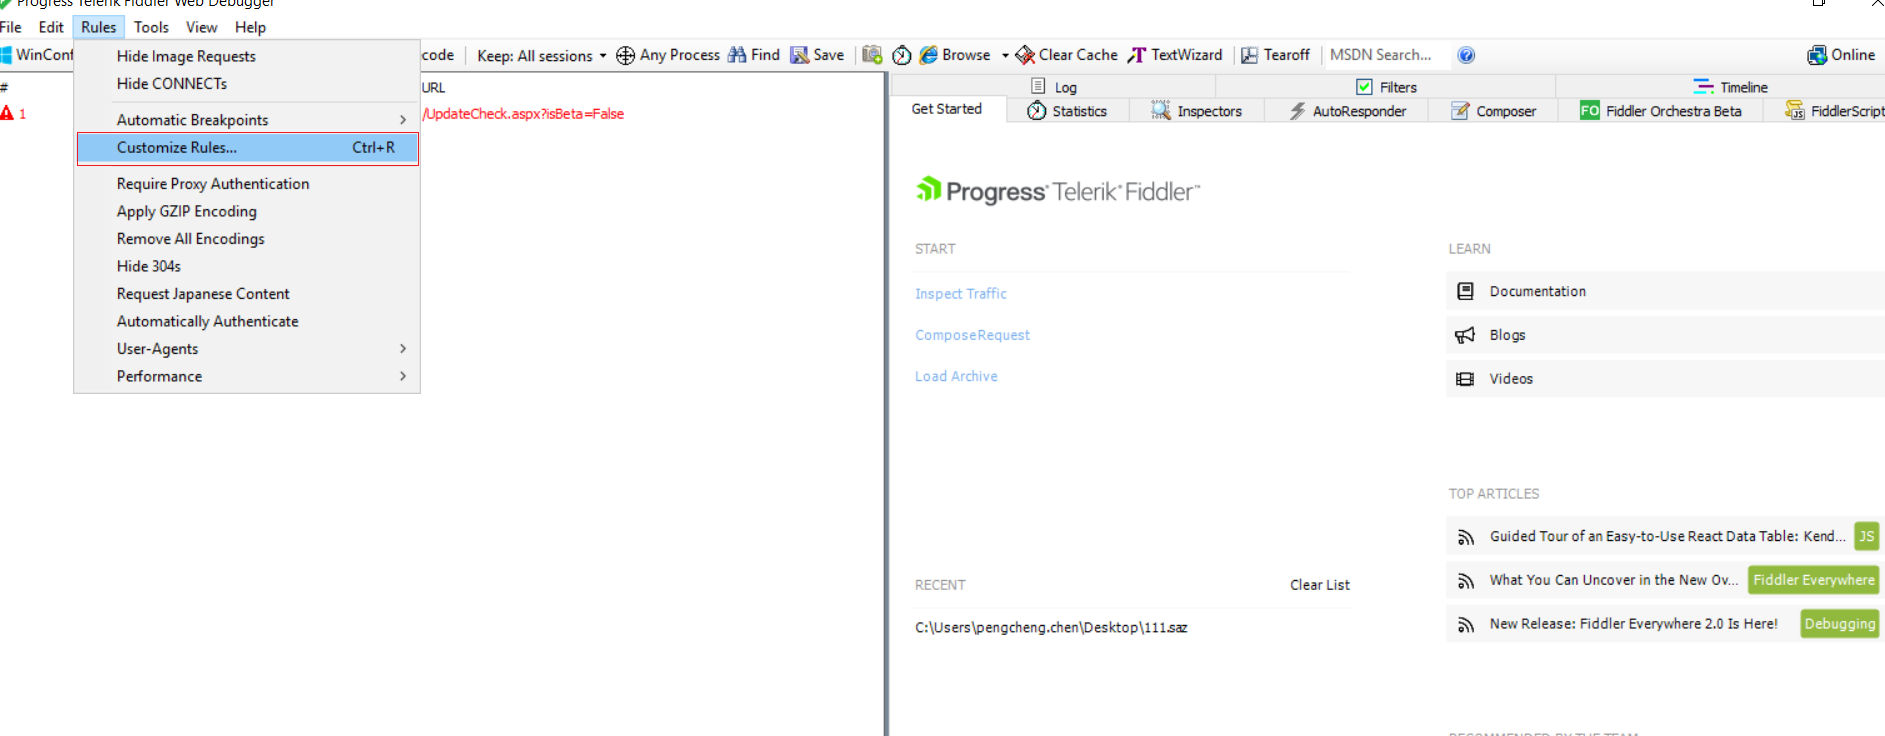 Progress Telerik Fiddler Web Debugger
File Edit Rules Tools View Help
WinConf
code Keep: All sessions Any Process Find Save Browse Clear Cache TextWizard Tearoff MSDN Search... Online
Hide Image Requests
Hide CONNECTs
Automatic Breakpoints
Customize Rules... Ctrl+R
Require Proxy Authentication
Apply GZIP Encoding
Remove All Encodings
Hide 304s
Request Japanese Content
Automatically Authenticate
User-Agents
Performance
# URL
1 /UpdateCheck.aspx?isBeta=False
Log Filters Timeline
Get Started Statistics Inspectors AutoResponder Composer FO Fiddler Orchestra Beta JS FiddlerScript
Progress Telerik Fiddler™
START
Inspect Traffic
ComposeRequest
Load Archive
RECENT Clear List
C:\Users\pengcheng.chen\Desktop\111.saz
LEARN
Documentation
Blogs
Videos
TOP ARTICLES
Guided Tour of an Easy-to-Use React Data Table: Kend... JS
What You Can Uncover in the New Ov... Fiddler Everywhere
New Release: Fiddler Everywhere 2.0 Is Here! Debugging
RECOMMENDED BY THE TEAM